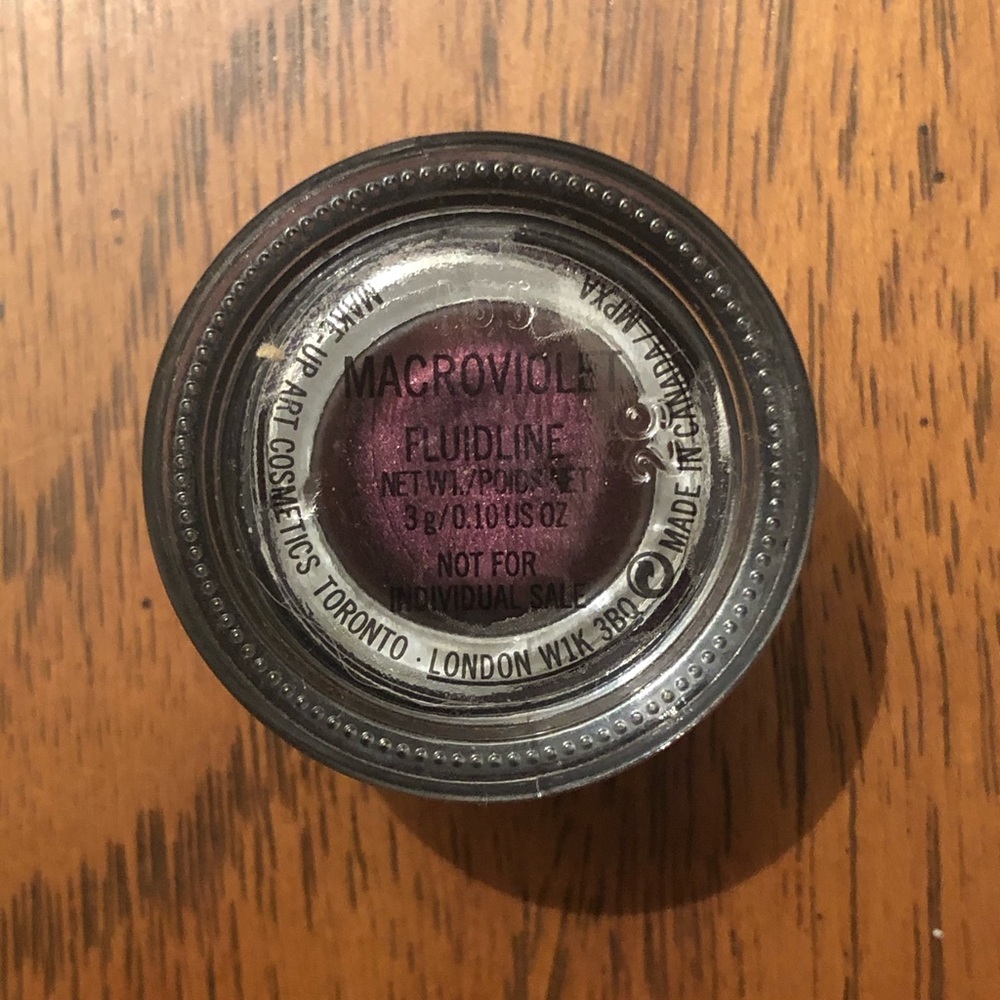 MACROVIOLET
FLUIDLINE
NET WT./POIDS NET
3 g/0.10 US OZ
NOT FOR
INDIVIDUAL SALE
MAKE-UP ART COSMETICS TORONTO · LONDON W1K 3BQ
MADE IN CANADA / MPXA